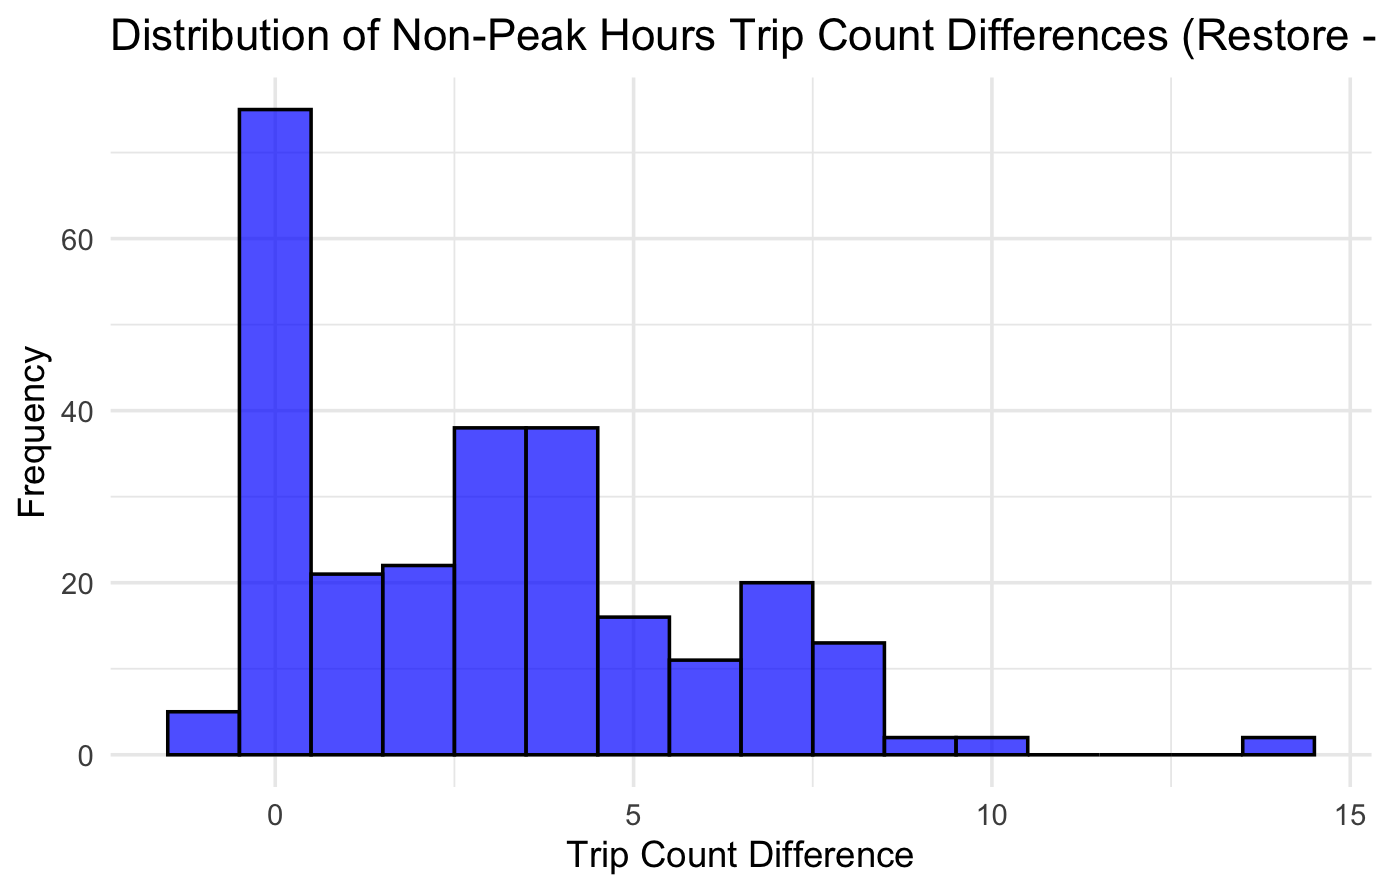 Distribution of Non-Peak Hours Trip Count Differences (Restore -
60
40
20
0
Frequency
0 5 10 15
Trip Count Difference